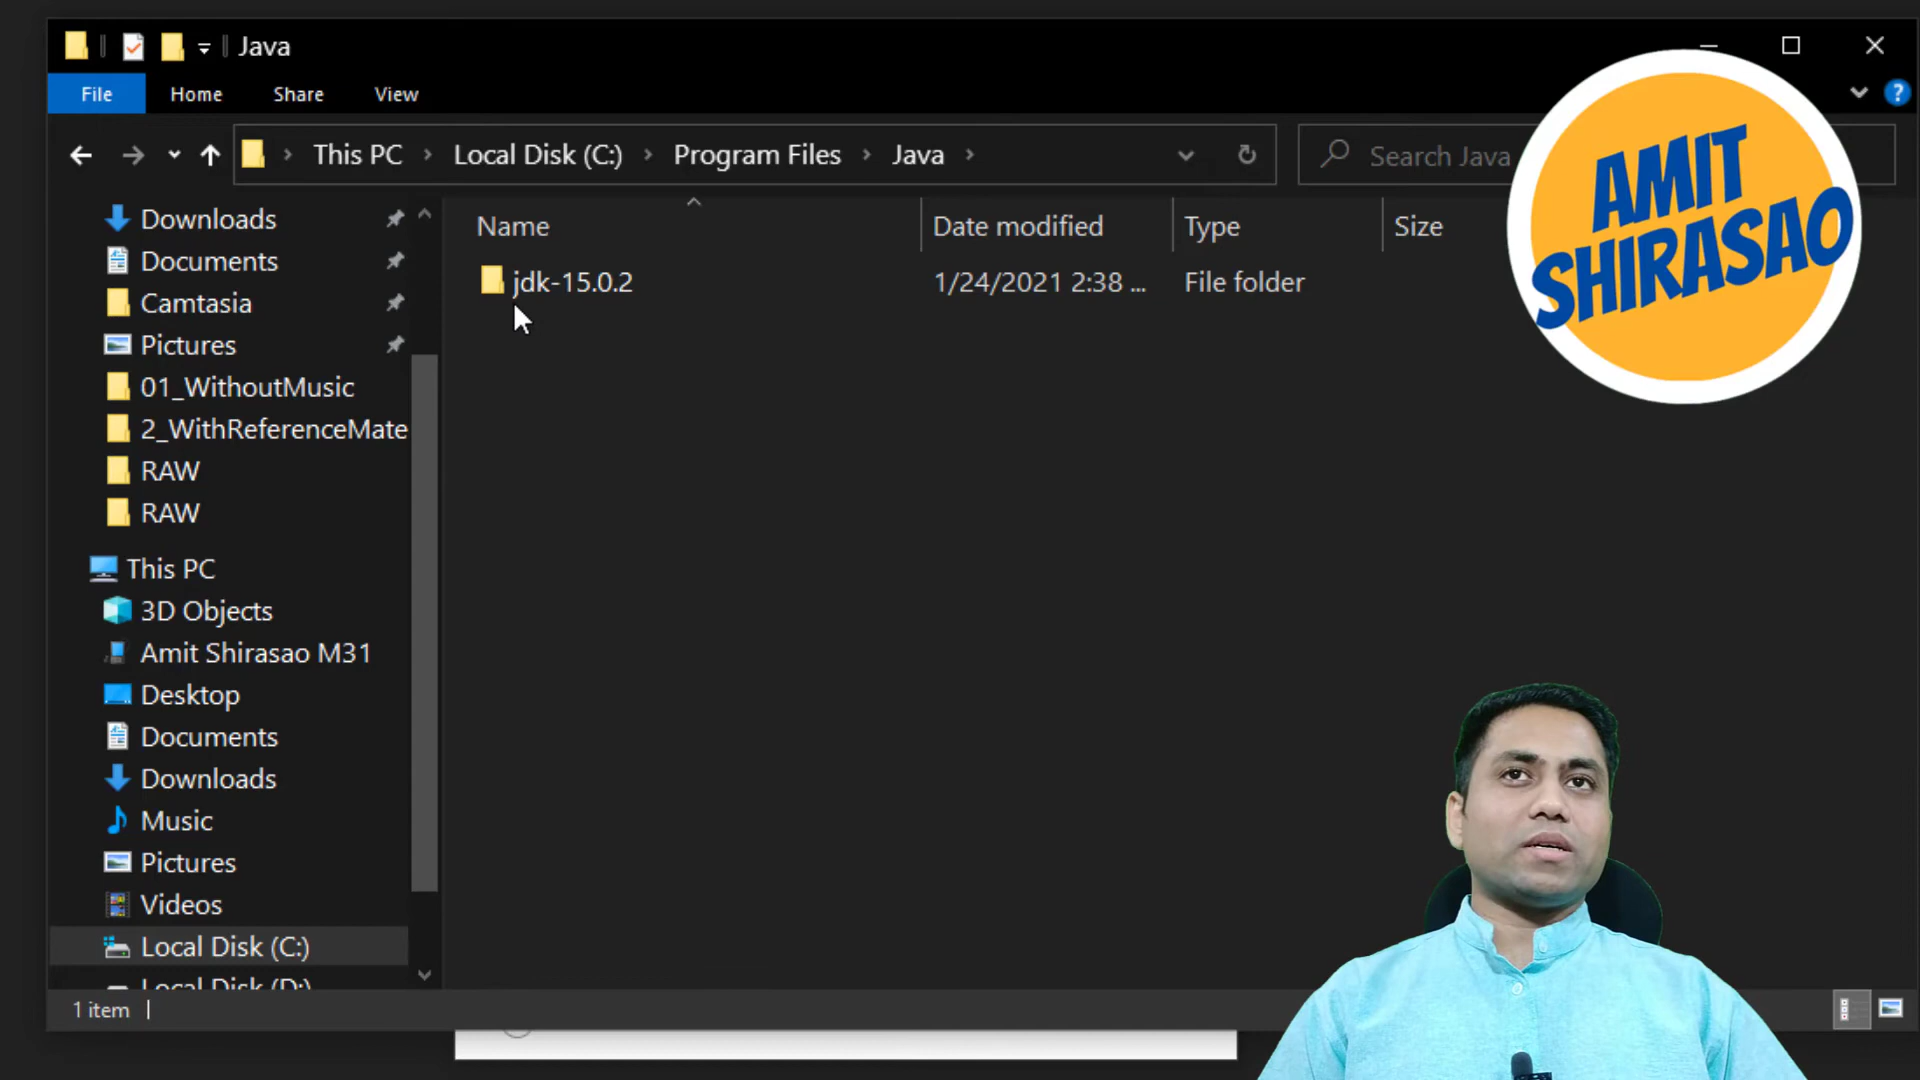 Java
File Home Share View
This PC Local Disk (C:) Program Files Java
Search Java
AMIT
SHIRASAO
Name Date modified Type Size
jdk-15.0.2 1/24/2021 2:38 ... File folder
Downloads
Documents
Camtasia
Pictures
01_WithoutMusic
2_WithReferenceMate
RAW
RAW
This PC
3D Objects
Amit Shirasao M31
Desktop
Documents
Downloads
Music
Pictures
Videos
Local Disk (C:)
Local Disk (D:)
1 item